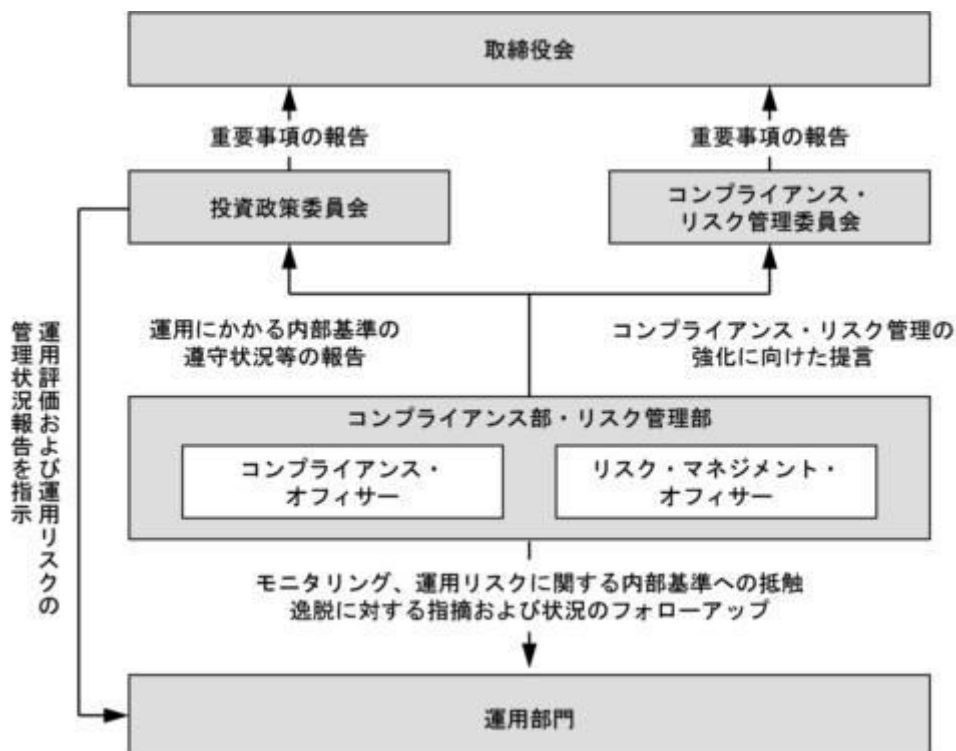 取締役会
重要事項の報告
重要事項の報告
投資政策委員会
コンプライアンス・
リスク管理委員会
運用にかかる内部基準の
遵守状況等の報告
コンプライアンス・リスク管理の
強化に向けた提言
運用評価および運用リスクの
管理状況報告を指示
コンプライアンス部・リスク管理部
コンプライアンス・
オフィサー
リスク・マネジメント・
オフィサー
モニタリング、運用リスクに関する内部基準への抵触
逸脱に対する指摘および状況のフォローアップ
運用部門